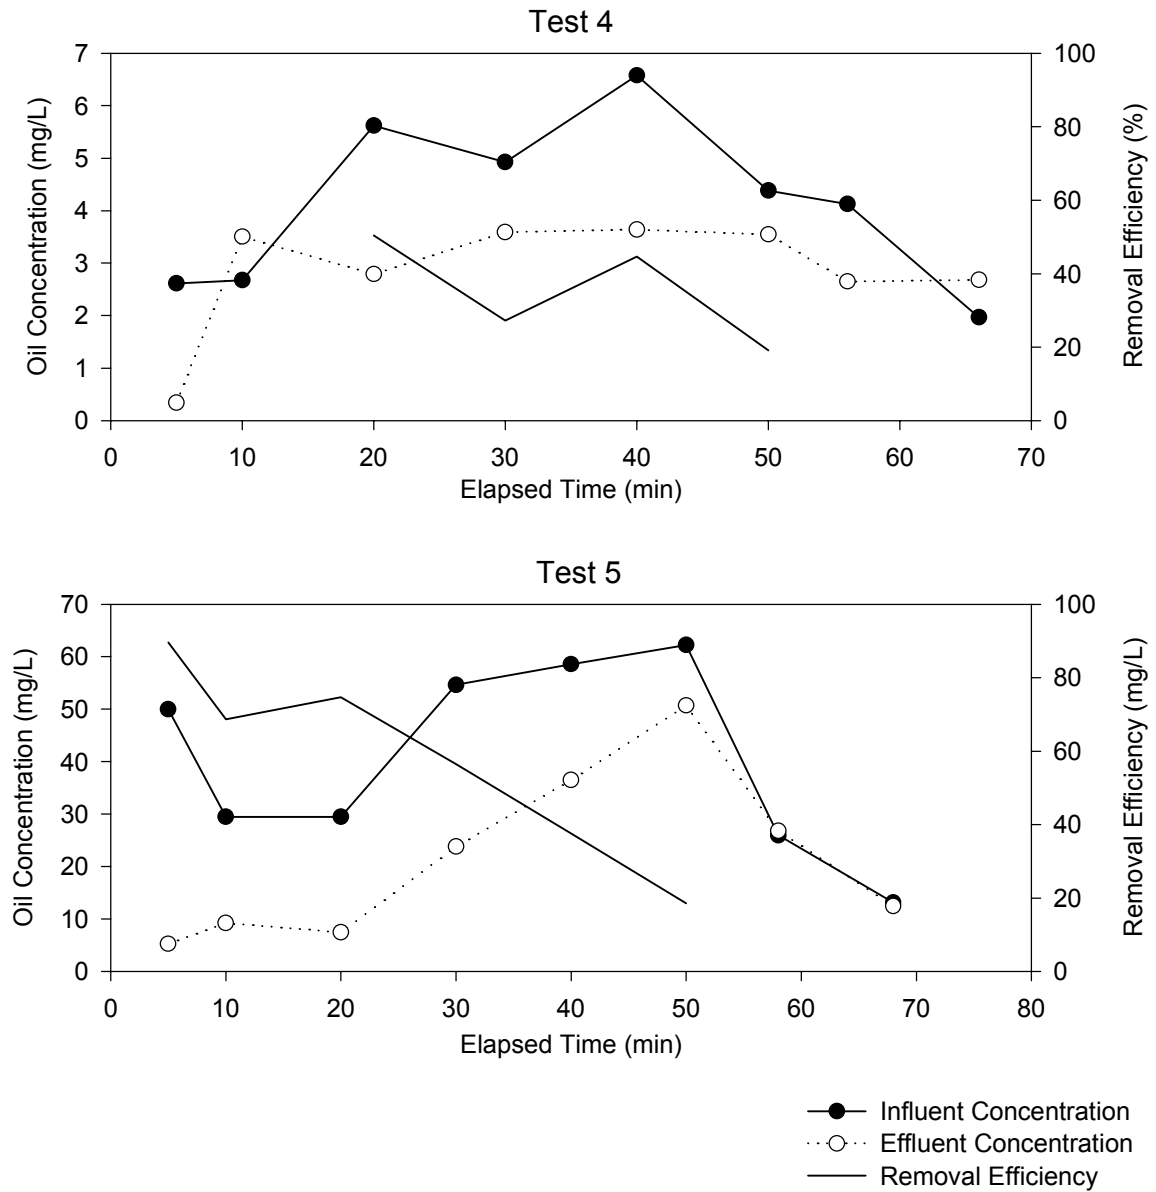 Test 4
7
6
5
4
3
2
1
0
Oil Concentration (mg/L)
100
80
60
40
20
0
Removal Efficiency (%)
0 10 20 30 40 50 60 70
Elapsed Time (min)
Test 5
70
60
50
40
30
20
10
0
Oil Concentration (mg/L)
100
80
60
40
20
0
Removal Efficiency (mg/L)
0 10 20 30 40 50 60 70 80
Elapsed Time (min)
Influent Concentration
Effluent Concentration
Removal Efficiency